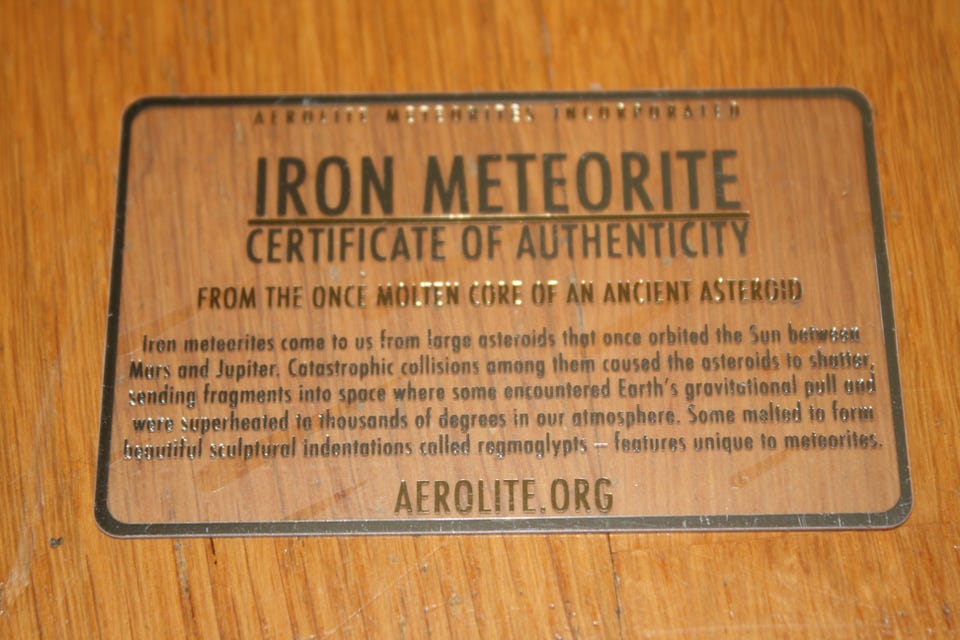 AEROLITE METEORITES INCORPORATED
IRON METEORITE
CERTIFICATE OF AUTHENTICITY
FROM THE ONCE MOLTEN CORE OF AN ANCIENT ASTEROID
Iron meteorites come to us from large asteroids that once orbited the Sun between
Mars and Jupiter. Catastrophic collisions among them caused the asteroids to shatter,
sending fragments into space where some encountered Earth's gravitational pull and
were superheated to thousands of degrees in our atmosphere. Some melted to form
beautiful sculptural indentations called regmaglypts – features unique to meteorites.
AEROLITE.ORG